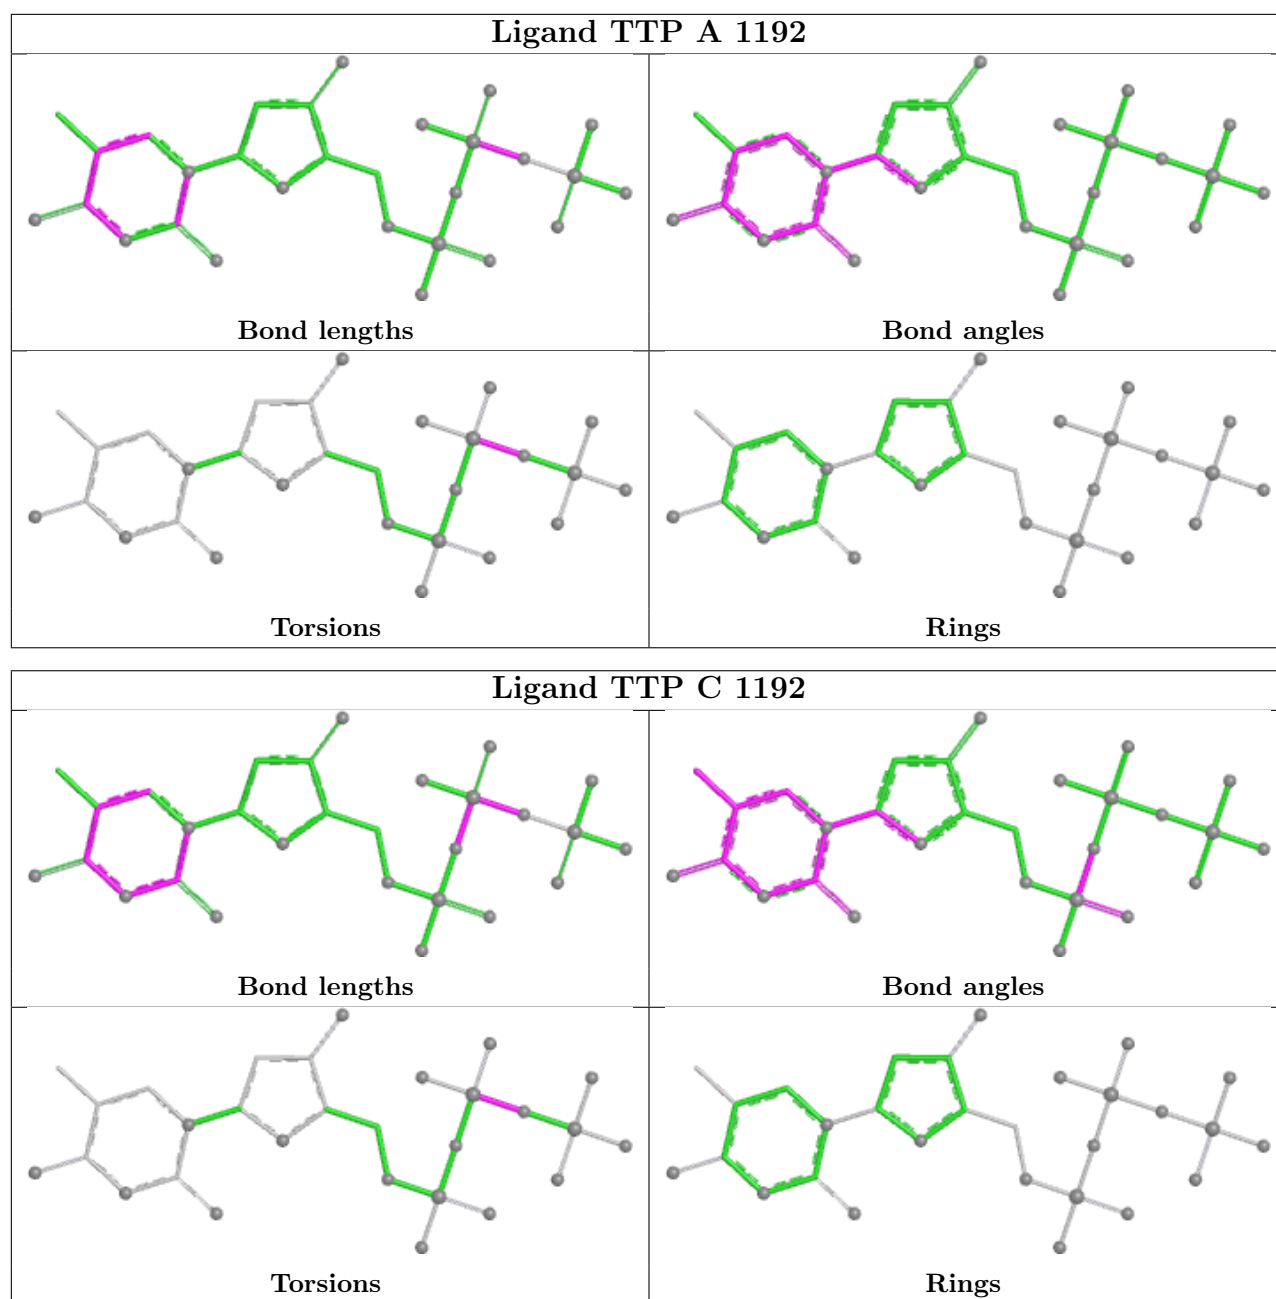 Ligand TTP A 1192
Bond lengths
Bond angles
Torsions
Rings
Ligand TTP C 1192
Bond lengths
Bond angles
Torsions
Rings